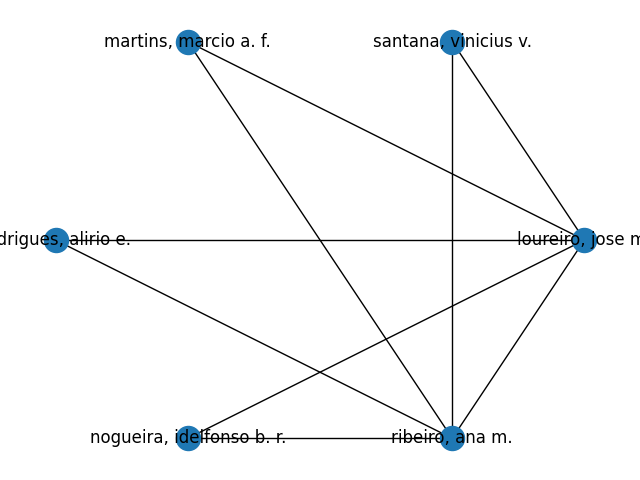 martins, marcio a. f.
santana, vinicius v.
drigues, alirio e.
loureiro, jose m
nogueira, idelfonso b. r.
ribeiro, ana m.